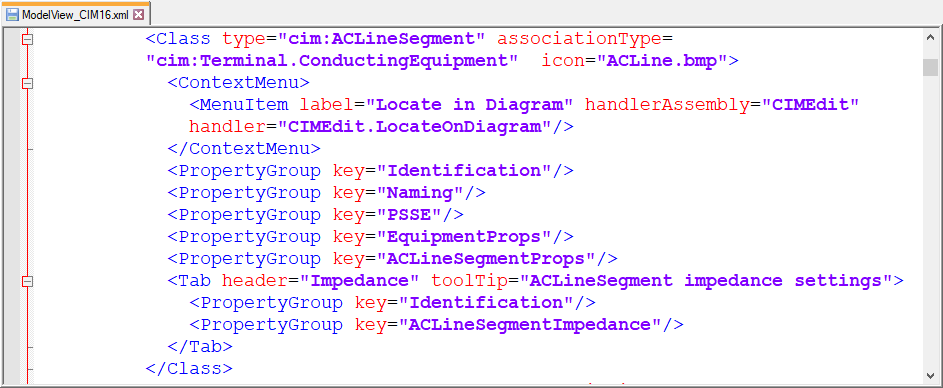 ModelView_CIM16.xml
<Class type="cim:ACLineSegment" associationType=
"cim:Terminal.ConductingEquipment"  icon="ACLine.bmp">
<ContextMenu>
<MenuItem label="Locate in Diagram" handlerAssembly="CIMEdit"
handler="CIMEdit.LocateOnDiagram"/>
</ContextMenu>
<PropertyGroup key="Identification"/>
<PropertyGroup key="Naming"/>
<PropertyGroup key="PSSE"/>
<PropertyGroup key="EquipmentProps"/>
<PropertyGroup key="ACLineSegmentProps"/>
<Tab header="Impedance" toolTip="ACLineSegment impedance settings">
<PropertyGroup key="Identification"/>
<PropertyGroup key="ACLineSegmentImpedance"/>
</Tab>
</Class>